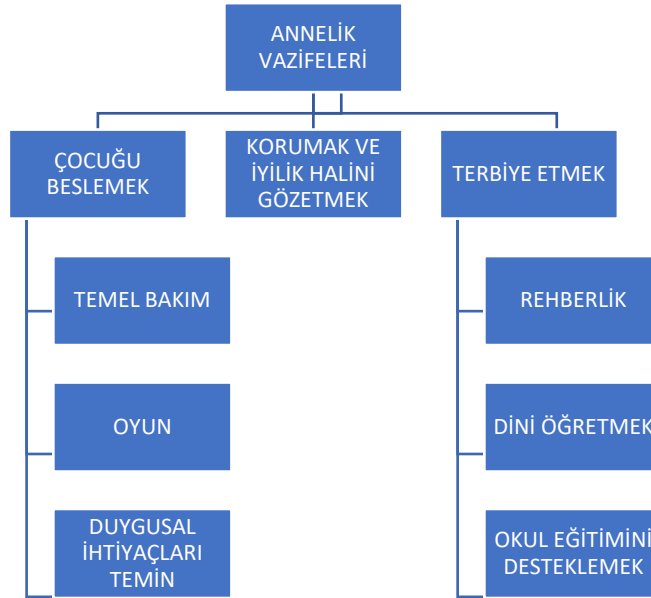 ANNELİK
VAZİFELERİ
ÇOCUĞU
BESLEMEK
KORUMAK VE
İYİLİK HALİNİ
GÖZETMEK
TERBİYE ETMEK
TEMEL BAKIM
OYUN
DUYGUSAL
İHTİYAÇLARI
TEMİN
REHBERLİK
DİNİ ÖĞRETMEK
OKUL EĞİTİMİNİ
DESTEKLEMEK